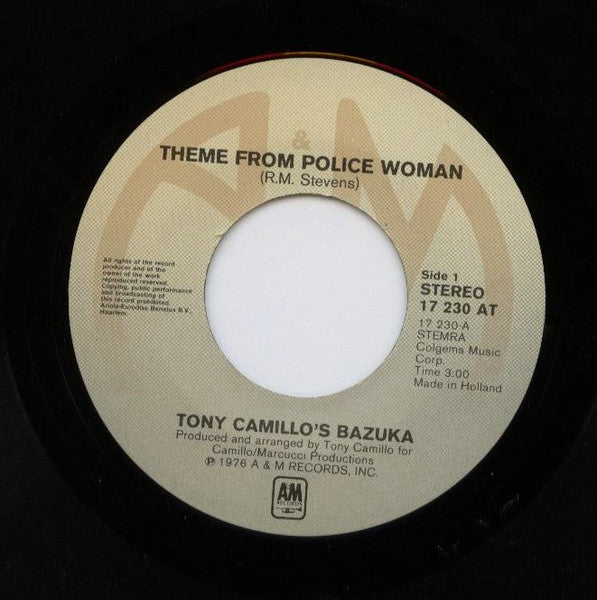 A&M
THEME FROM POLICE WOMAN
(R.M. Stevens)
All rights of the record
producer and of the
owner of the work
reproduced reserved.
Copying, public performance
and broadcasting of
this record prohibited.
Ariola-Eurodisc Benelux B.V.,
Haarlem.
Side 1
STEREO
17 230 AT
17 230-A
STEMRA
Colgems Music
Corp.
Time 3:00
Made in Holland
TONY CAMILLO'S BAZUKA
Produced and arranged by Tony Camillo for
Camillo/Marcucci Productions
℗ 1976 A & M RECORDS, INC.
A&M
RECORDS